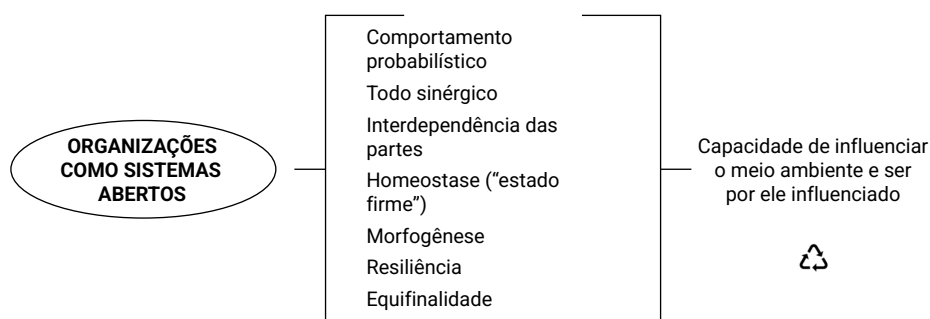 ORGANIZAÇÕES
COMO SISTEMAS
ABERTOS
Comportamento
probabilístico
Todo sinérgico
Interdependência das
partes
Homeostase (“estado
firme”)
Morfogênese
Resiliência
Equifinalidade
Capacidade de influenciar
o meio ambiente e ser
por ele influenciado